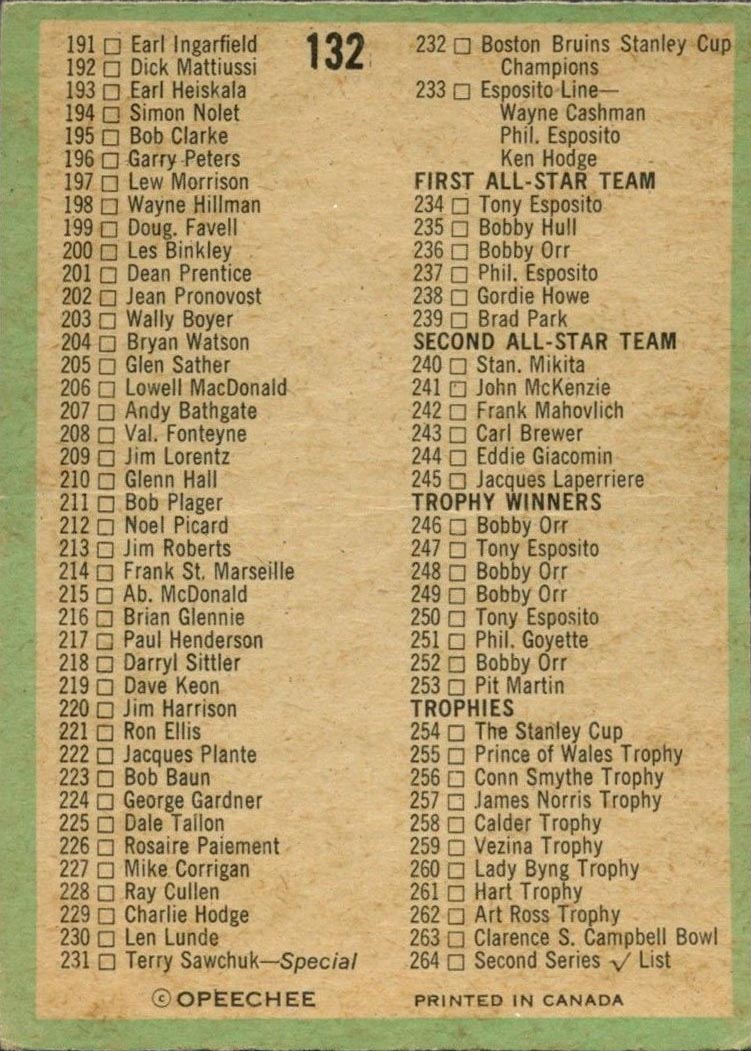 132
191 □ Earl Ingarfield
192 □ Dick Mattiussi
193 □ Earl Heiskala
194 □ Simon Nolet
195 □ Bob Clarke
196 □ Garry Peters
197 □ Lew Morrison
198 □ Wayne Hillman
199 □ Doug. Favell
200 □ Les Binkley
201 □ Dean Prentice
202 □ Jean Pronovost
203 □ Wally Boyer
204 □ Bryan Watson
205 □ Glen Sather
206 □ Lowell MacDonald
207 □ Andy Bathgate
208 □ Val. Fonteyne
209 □ Jim Lorentz
210 □ Glenn Hall
211 □ Bob Plager
212 □ Noel Picard
213 □ Jim Roberts
214 □ Frank St. Marseille
215 □ Ab. McDonald
216 □ Brian Glennie
217 □ Paul Henderson
218 □ Darryl Sittler
219 □ Dave Keon
220 □ Jim Harrison
221 □ Ron Ellis
222 □ Jacques Plante
223 □ Bob Baun
224 □ George Gardner
225 □ Dale Tallon
226 □ Rosaire Paiement
227 □ Mike Corrigan
228 □ Ray Cullen
229 □ Charlie Hodge
230 □ Len Lunde
231 □ Terry Sawchuk—Special
232 □ Boston Bruins Stanley Cup
Champions
233 □ Esposito Line—
Wayne Cashman
Phil. Esposito
Ken Hodge
FIRST ALL-STAR TEAM
234 □ Tony Esposito
235 □ Bobby Hull
236 □ Bobby Orr
237 □ Phil. Esposito
238 □ Gordie Howe
239 □ Brad Park
SECOND ALL-STAR TEAM
240 □ Stan. Mikita
241 □ John McKenzie
242 □ Frank Mahovlich
243 □ Carl Brewer
244 □ Eddie Giacomin
245 □ Jacques Laperriere
TROPHY WINNERS
246 □ Bobby Orr
247 □ Tony Esposito
248 □ Bobby Orr
249 □ Bobby Orr
250 □ Tony Esposito
251 □ Phil. Goyette
252 □ Bobby Orr
253 □ Pit Martin
TROPHIES
254 □ The Stanley Cup
255 □ Prince of Wales Trophy
256 □ Conn Smythe Trophy
257 □ James Norris Trophy
258 □ Calder Trophy
259 □ Vezina Trophy
260 □ Lady Byng Trophy
261 □ Hart Trophy
262 □ Art Ross Trophy
263 □ Clarence S. Campbell Bowl
264 □ Second Series ✓ List
© OPEECHEE
PRINTED IN CANADA